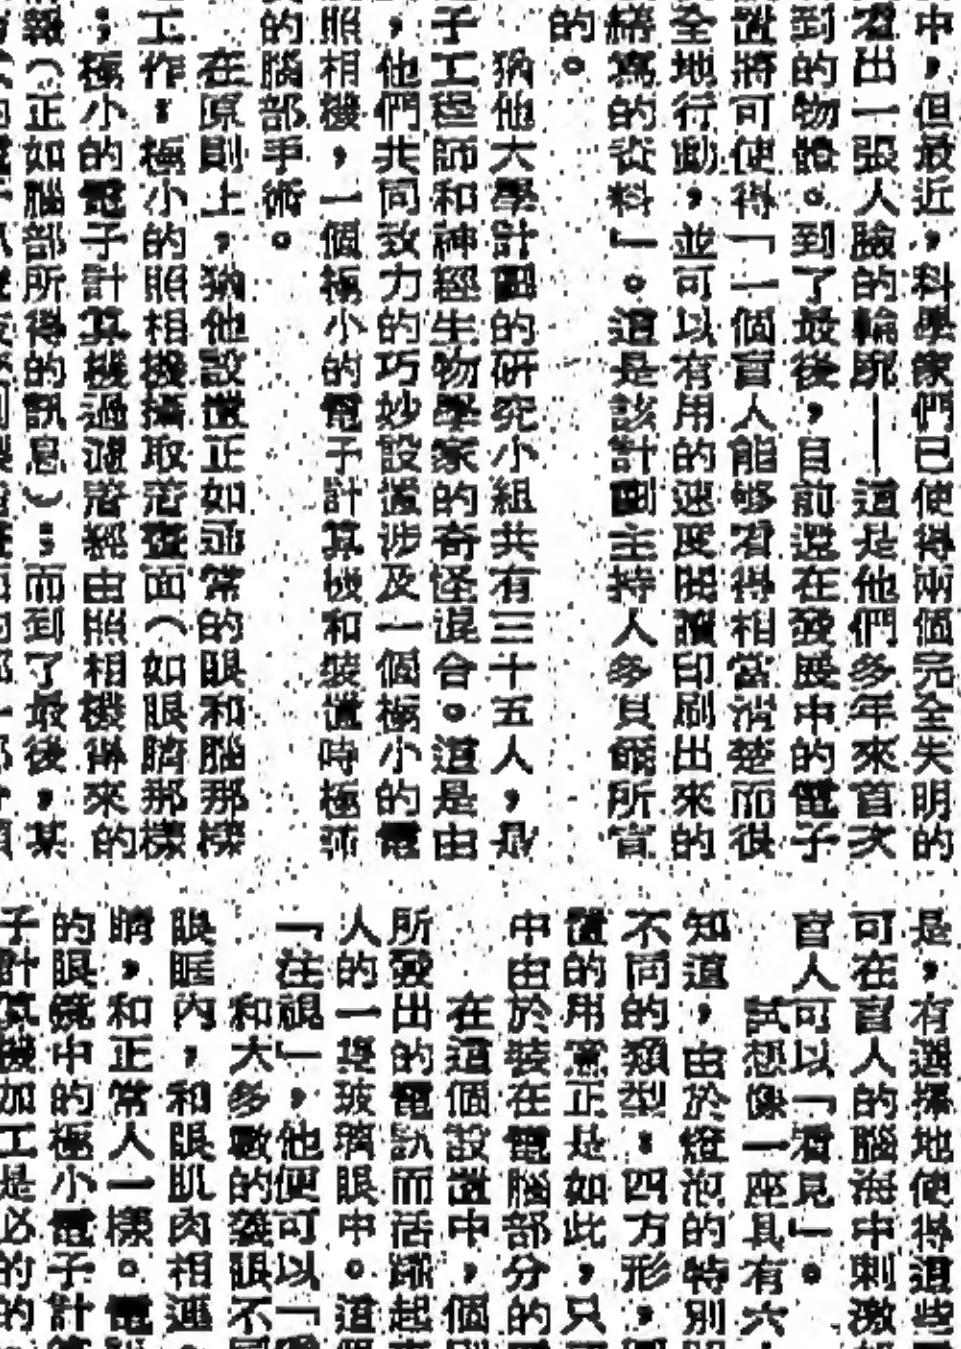 中，但最近，科學家們已使得兩個完全失明的
看出一張人臉的輪廓——這是他們多年來首次
到的物體。到了最後，目前還在發展中的電子
置將可使得「一個盲人能够看得相當清楚而很
全地行動，並可以有用的速度閱讀印刷出來的
繕寫的資料」。這是該計劃主持人多貝爾所宣
的。
猶他大學計劃的研究小組共有三十五人，是
子工程師和神經生物學家的奇怪混合。這是由
，他們共同致力的巧妙設置涉及一個極小的電
照相機，一個極小的電子計算機和裝置時極
的腦部手術。
在原則上，猶他設置正如通常的眼和腦那樣
工作：極小的照相機攝取着畫面（如眼睛那樣
；極小的電子計算機過濾着經由照相機得來的
報（正如腦部所得的訊息）；而到了最後，某
是，有選擇地使得這些
可在盲人的腦海中刺激
盲人可以「看見」。
試想像一座具有六
知道，由於燈泡的特別
不同的類型：四方形，
置的用意正是如此，只
中由於裝在電腦部分的
在這個設置中，個別
所發出的電訊而活躍起
人的一雙玻璃眼中。這
「注視」，他便可以「
和大多數的義眼不
眼眶內，和眼肌肉相連
睛，和正常人一樣。電
的眼鏡中的極小電子計
子計算機加工是必